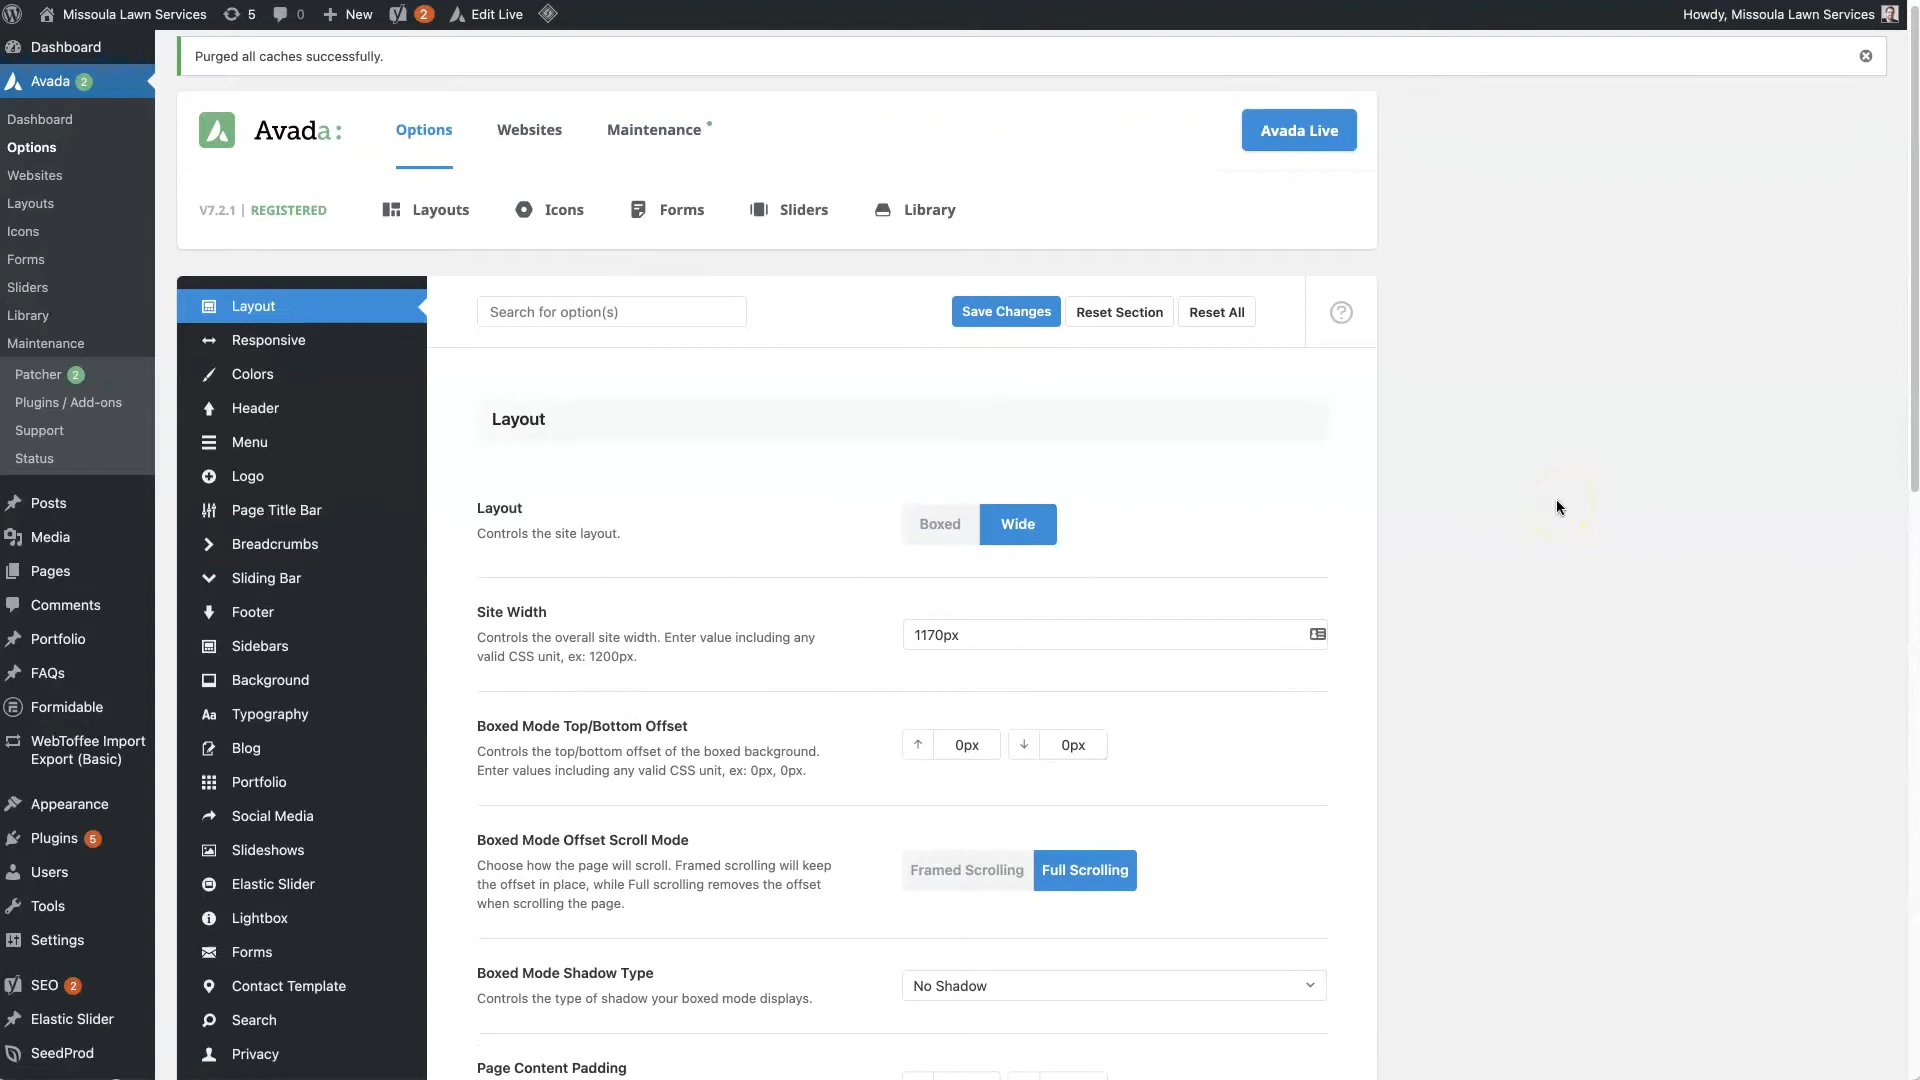 Missoula Lawn Services
5
0
New
2
Edit Live
Howdy, Missoula Lawn Services
Dashboard
Avada 2
Dashboard
Options
Websites
Layouts
Icons
Forms
Sliders
Library
Maintenance
Patcher 2
Plugins / Add-ons
Support
Status
Posts
Media
Pages
Comments
Portfolio
FAQs
Formidable
WebToffee Import
Export (Basic)
Appearance
Plugins 5
Users
Tools
Settings
SEO 2
Elastic Slider
SeedProd
Purged all caches successfully.
Avada:
Options
Websites
Maintenance
Avada Live
V7.2.1 | REGISTERED
Layouts
Icons
Forms
Sliders
Library
Layout
Responsive
Colors
Header
Menu
Logo
Page Title Bar
Breadcrumbs
Sliding Bar
Footer
Sidebars
Background
Aa Typography
Blog
Portfolio
Social Media
Slideshows
Elastic Slider
Lightbox
Forms
Contact Template
Search
Privacy
Search for option(s)
Save Changes
Reset Section
Reset All
Layout
Layout
Controls the site layout.
Boxed
Wide
Site Width
Controls the overall site width. Enter value including any
valid CSS unit, ex: 1200px.
1170px
Boxed Mode Top/Bottom Offset
Controls the top/bottom offset of the boxed background.
Enter values including any valid CSS unit, ex: 0px, 0px.
0px
0px
Boxed Mode Offset Scroll Mode
Choose how the page will scroll. Framed scrolling will keep
the offset in place, while Full scrolling removes the offset
when scrolling the page.
Framed Scrolling
Full Scrolling
Boxed Mode Shadow Type
Controls the type of shadow your boxed mode displays.
No Shadow
Page Content Padding